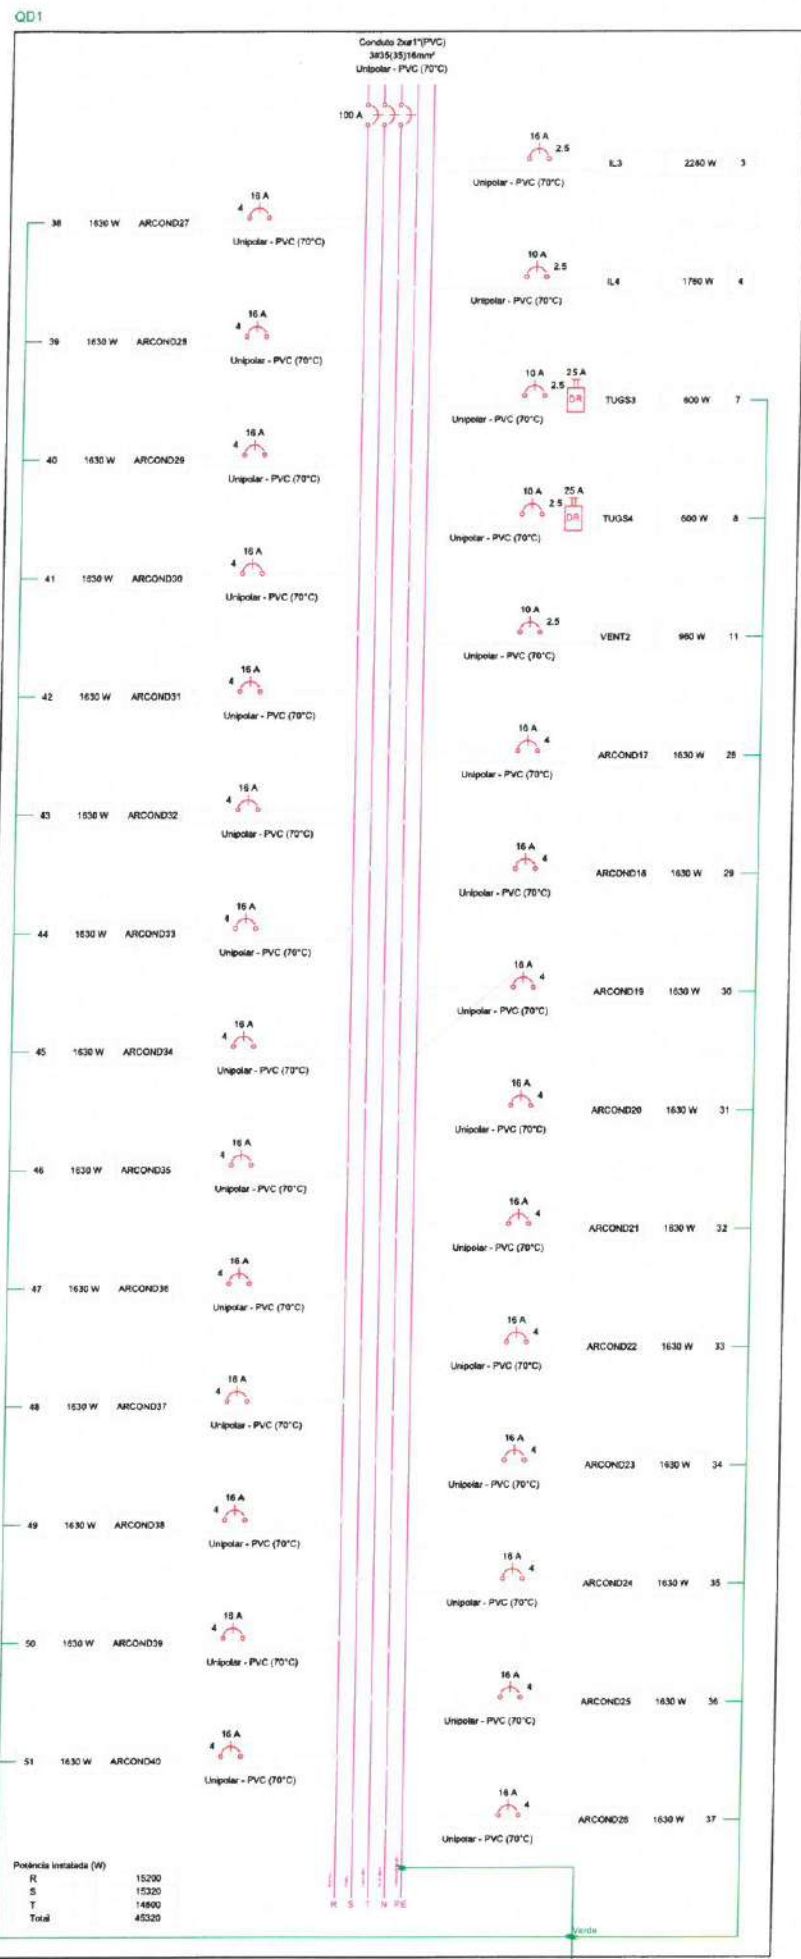 QD1
Conduto 2xø1"(PVC)
3#35(35)16mm²
Unipolar - PVC (70°C)
100 A
38 1630 W ARCOND27 4 16 A
Unipolar - PVC (70°C)
39 1630 W ARCOND28 4 16 A
Unipolar - PVC (70°C)
40 1630 W ARCOND29 4 16 A
Unipolar - PVC (70°C)
41 1630 W ARCOND30 4 16 A
Unipolar - PVC (70°C)
42 1630 W ARCOND31 4 16 A
Unipolar - PVC (70°C)
43 1630 W ARCOND32 4 16 A
Unipolar - PVC (70°C)
44 1630 W ARCOND33 4 16 A
Unipolar - PVC (70°C)
45 1630 W ARCOND34 4 16 A
Unipolar - PVC (70°C)
46 1630 W ARCOND35 4 16 A
Unipolar - PVC (70°C)
47 1630 W ARCOND36 4 16 A
Unipolar - PVC (70°C)
48 1630 W ARCOND37 4 16 A
Unipolar - PVC (70°C)
49 1630 W ARCOND38 4 16 A
Unipolar - PVC (70°C)
50 1630 W ARCOND39 4 16 A
Unipolar - PVC (70°C)
51 1630 W ARCOND40 4 16 A
Unipolar - PVC (70°C)
16 A 2.5 IL3 2280 W 3
Unipolar - PVC (70°C)
10 A 2.5 IL4 1760 W 4
Unipolar - PVC (70°C)
10 A 2.5 25 A DR TUGS3 600 W 7
Unipolar - PVC (70°C)
10 A 2.5 25 A DR TUGS4 600 W 8
Unipolar - PVC (70°C)
10 A 2.5 VENT2 960 W 11
Unipolar - PVC (70°C)
16 A 4 ARCOND17 1630 W 28
Unipolar - PVC (70°C)
16 A 4 ARCOND18 1630 W 29
Unipolar - PVC (70°C)
16 A 4 ARCOND19 1630 W 30
Unipolar - PVC (70°C)
16 A 4 ARCOND20 1630 W 31
Unipolar - PVC (70°C)
16 A 4 ARCOND21 1630 W 32
Unipolar - PVC (70°C)
16 A 4 ARCOND22 1630 W 33
Unipolar - PVC (70°C)
16 A 4 ARCOND23 1630 W 34
Unipolar - PVC (70°C)
16 A 4 ARCOND24 1630 W 35
Unipolar - PVC (70°C)
16 A 4 ARCOND25 1630 W 36
Unipolar - PVC (70°C)
16 A 4 ARCOND26 1630 W 37
Unipolar - PVC (70°C)
Potência instalada (W)
R 15200
S 15320
T 14800
Total 45320
R S T N PE
Verde